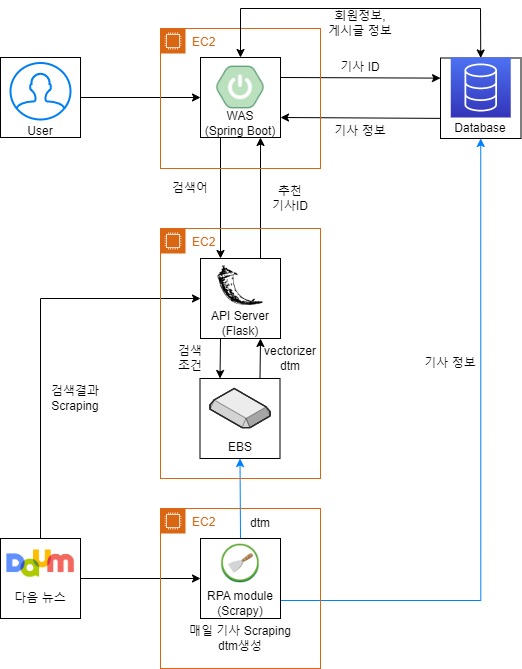 회원정보,
게시글 정보
EC2
기사 ID
WAS
(Spring Boot)
User
Database
기사 정보
검색어
추천
기사ID
EC2
API Server
(Flask)
검색
조건
vectorizer
dtm
기사 정보
검색결과
Scraping
EBS
EC2
dtm
Daum
다음 뉴스
RPA module
(Scrapy)
매일 기사 Scraping
dtm생성